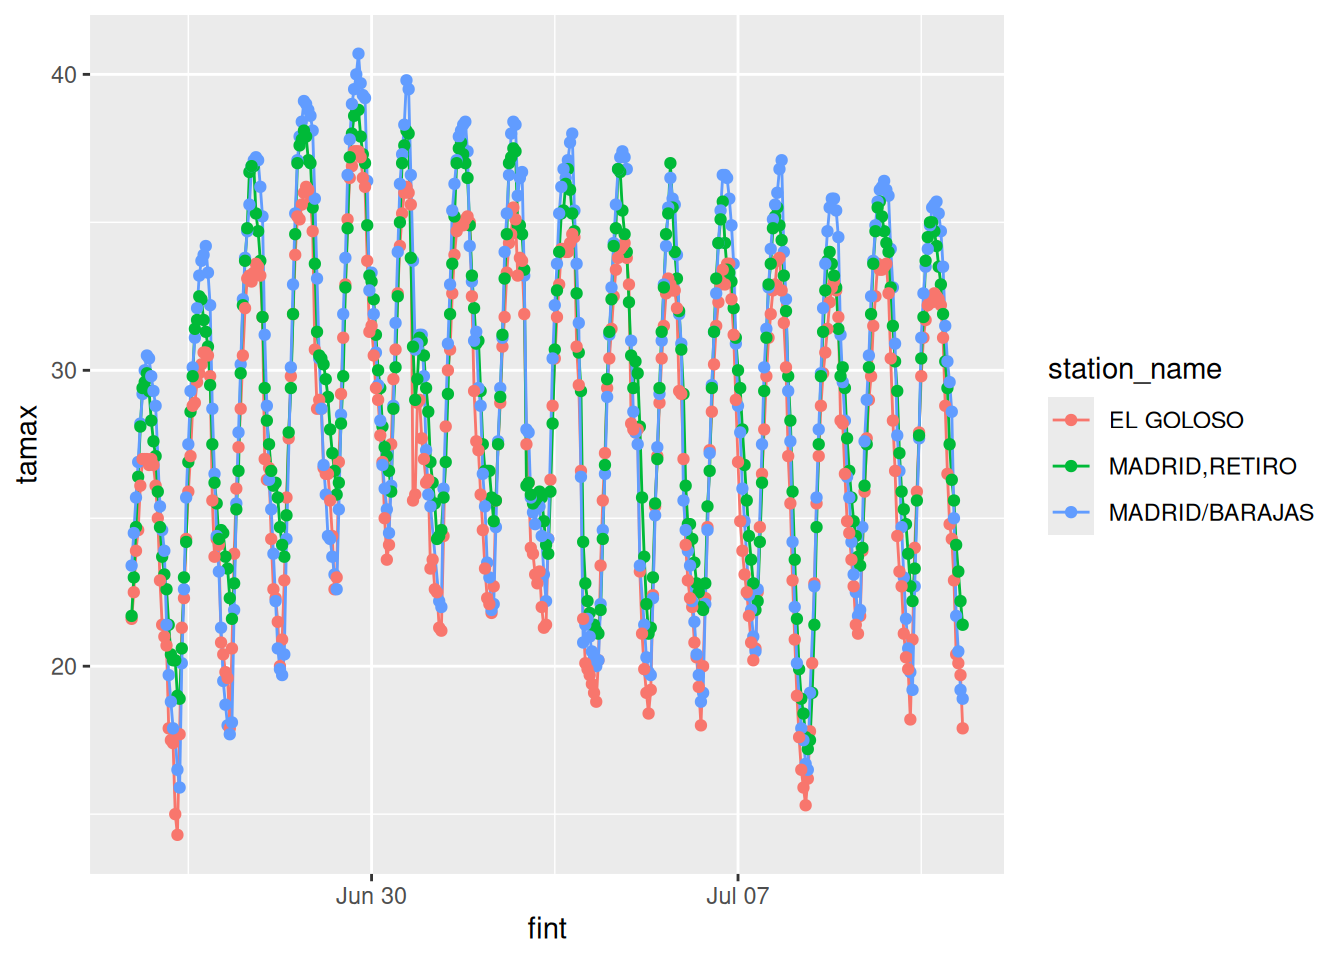 40
30
20
tamax
Jun 30
Jul 07
fint
station_name
EL GOLOSO
MADRID,RETIRO
MADRID/BARAJAS